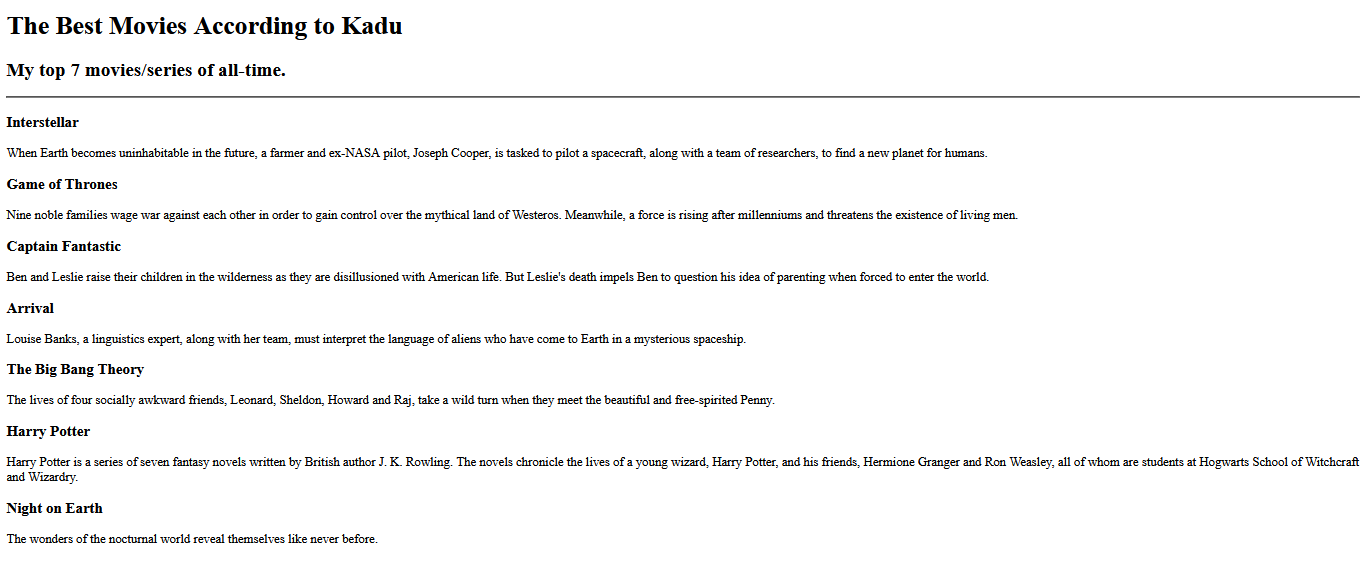 The Best Movies According to Kadu
My top 7 movies/series of all-time.
Interstellar
When Earth becomes uninhabitable in the future, a farmer and ex-NASA pilot, Joseph Cooper, is tasked to pilot a spacecraft, along with a team of researchers, to find a new planet for humans.
Game of Thrones
Nine noble families wage war against each other in order to gain control over the mythical land of Westeros. Meanwhile, a force is rising after millenniums and threatens the existence of living men.
Captain Fantastic
Ben and Leslie raise their children in the wilderness as they are disillusioned with American life. But Leslie's death impels Ben to question his idea of parenting when forced to enter the world.
Arrival
Louise Banks, a linguistics expert, along with her team, must interpret the language of aliens who have come to Earth in a mysterious spaceship.
The Big Bang Theory
The lives of four socially awkward friends, Leonard, Sheldon, Howard and Raj, take a wild turn when they meet the beautiful and free-spirited Penny.
Harry Potter
Harry Potter is a series of seven fantasy novels written by British author J. K. Rowling. The novels chronicle the lives of a young wizard, Harry Potter, and his friends, Hermione Granger and Ron Weasley, all of whom are students at Hogwarts School of Witchcraft
and Wizardry.
Night on Earth
The wonders of the nocturnal world reveal themselves like never before.